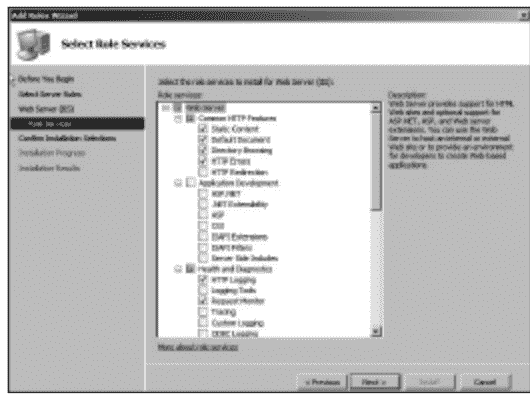 Add Roles Wizard
Select Role Services
Before You Begin
Select Server Roles
Web Server (IIS)
Role Services
Confirm Installation Selections
Installation Progress
Installation Results
Select the role services to install for Web Server (IIS):
Role services:
Web Server
Common HTTP Features
Static Content
Default Document
Directory Browsing
HTTP Errors
HTTP Redirection
Application Development
ASP.NET
.NET Extensibility
ASP
CGI
ISAPI Extensions
ISAPI Filters
Server Side Includes
Health and Diagnostics
HTTP Logging
Logging Tools
Request Monitor
Tracing
Custom Logging
ODBC Logging
More about role services
Description:
Web Server provides support for HTML
Web sites and optional support for
ASP.NET, ASP, and Web server
extensions. You can use the Web
Server to host an internal or external
Web site or to provide an environment
for developers to create Web-based
applications.
< Previous
Next >
Install
Cancel